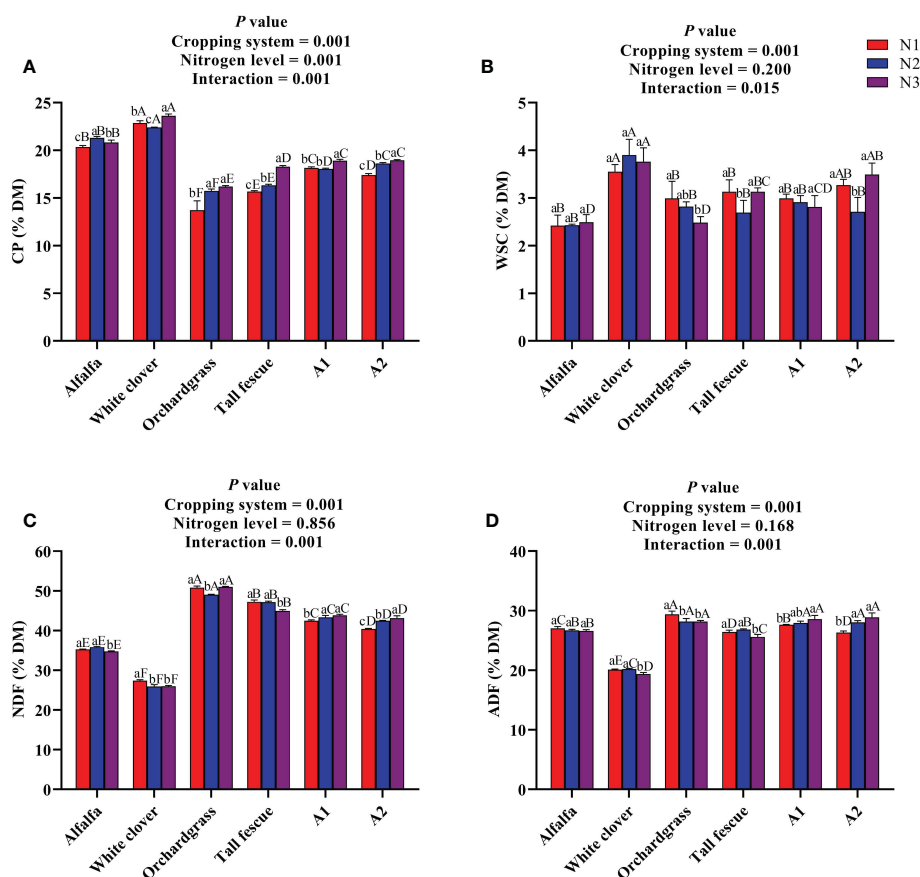 A
P value
Cropping system = 0.001
Nitrogen level = 0.001
Interaction = 0.001
CP (% DM)
25
20
15
10
5
0
cB aB bB
bA cA aA
bF aF aE
cE bE aD
bC bD aC
cD bC aC
Alfalfa
White clover
Orchardgrass
Tall fescue
A1
A2
B
P value
Cropping system = 0.001
Nitrogen level = 0.200
Interaction = 0.015
N1
N2
N3
WSC (% DM)
5
4
3
2
1
0
aB aB aD
aA aA aA
aB abB bD
aB bB aBC
aB aB aCD
aAB bB aAB
Alfalfa
White clover
Orchardgrass
Tall fescue
A1
A2
C
P value
Cropping system = 0.001
Nitrogen level = 0.856
Interaction = 0.001
NDF (% DM)
60
50
40
30
20
10
0
aE aE bE
aF bF bF
aA bA aA
aB aB bB
bC aC aC
cD bD aD
Alfalfa
White clover
Orchardgrass
Tall fescue
A1
A2
D
P value
Cropping system = 0.001
Nitrogen level = 0.168
Interaction = 0.001
ADF (% DM)
40
30
20
10
0
aC aB aB
aE aC bD
aA bA bA
aD aB bC
bB abA aA
bD aA aA
Alfalfa
White clover
Orchardgrass
Tall fescue
A1
A2